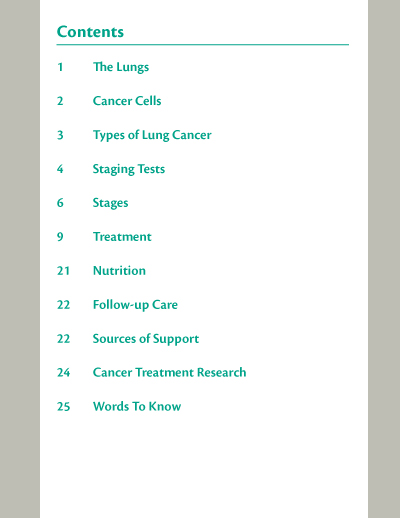 Contents
1 The Lungs
2 Cancer Cells
3 Types of Lung Cancer
4 Staging Tests
6 Stages
9 Treatment
21 Nutrition
22 Follow-up Care
22 Sources of Support
24 Cancer Treatment Research
25 Words To Know